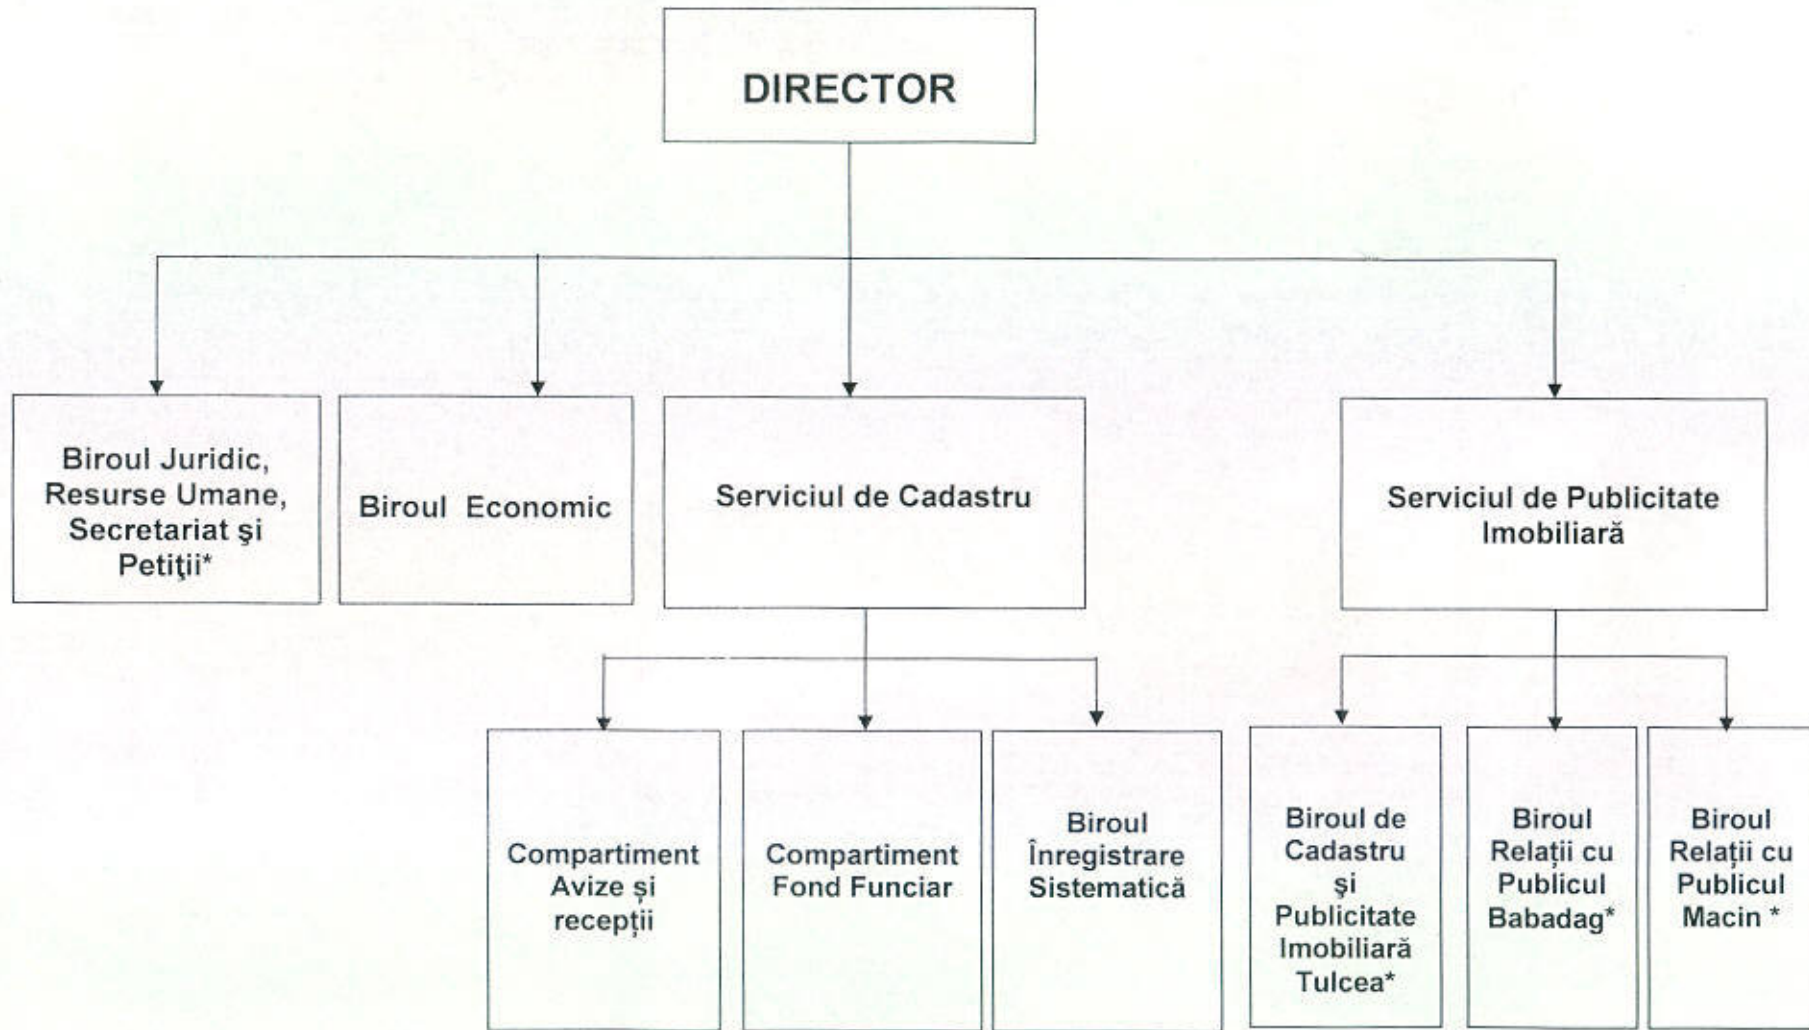 DIRECTOR
Biroul Juridic,
Resurse Umane,
Secretariat şi
Petiţii*
Biroul Economic
Serviciul de Cadastru
Serviciul de Publicitate
Imobiliară
Compartiment
Avize și
recepții
Compartiment
Fond Funciar
Biroul
Înregistrare
Sistematică
Biroul de
Cadastru
şi
Publicitate
Imobiliară
Tulcea*
Biroul
Relații cu
Publicul
Babadag*
Biroul
Relații cu
Publicul
Macin *